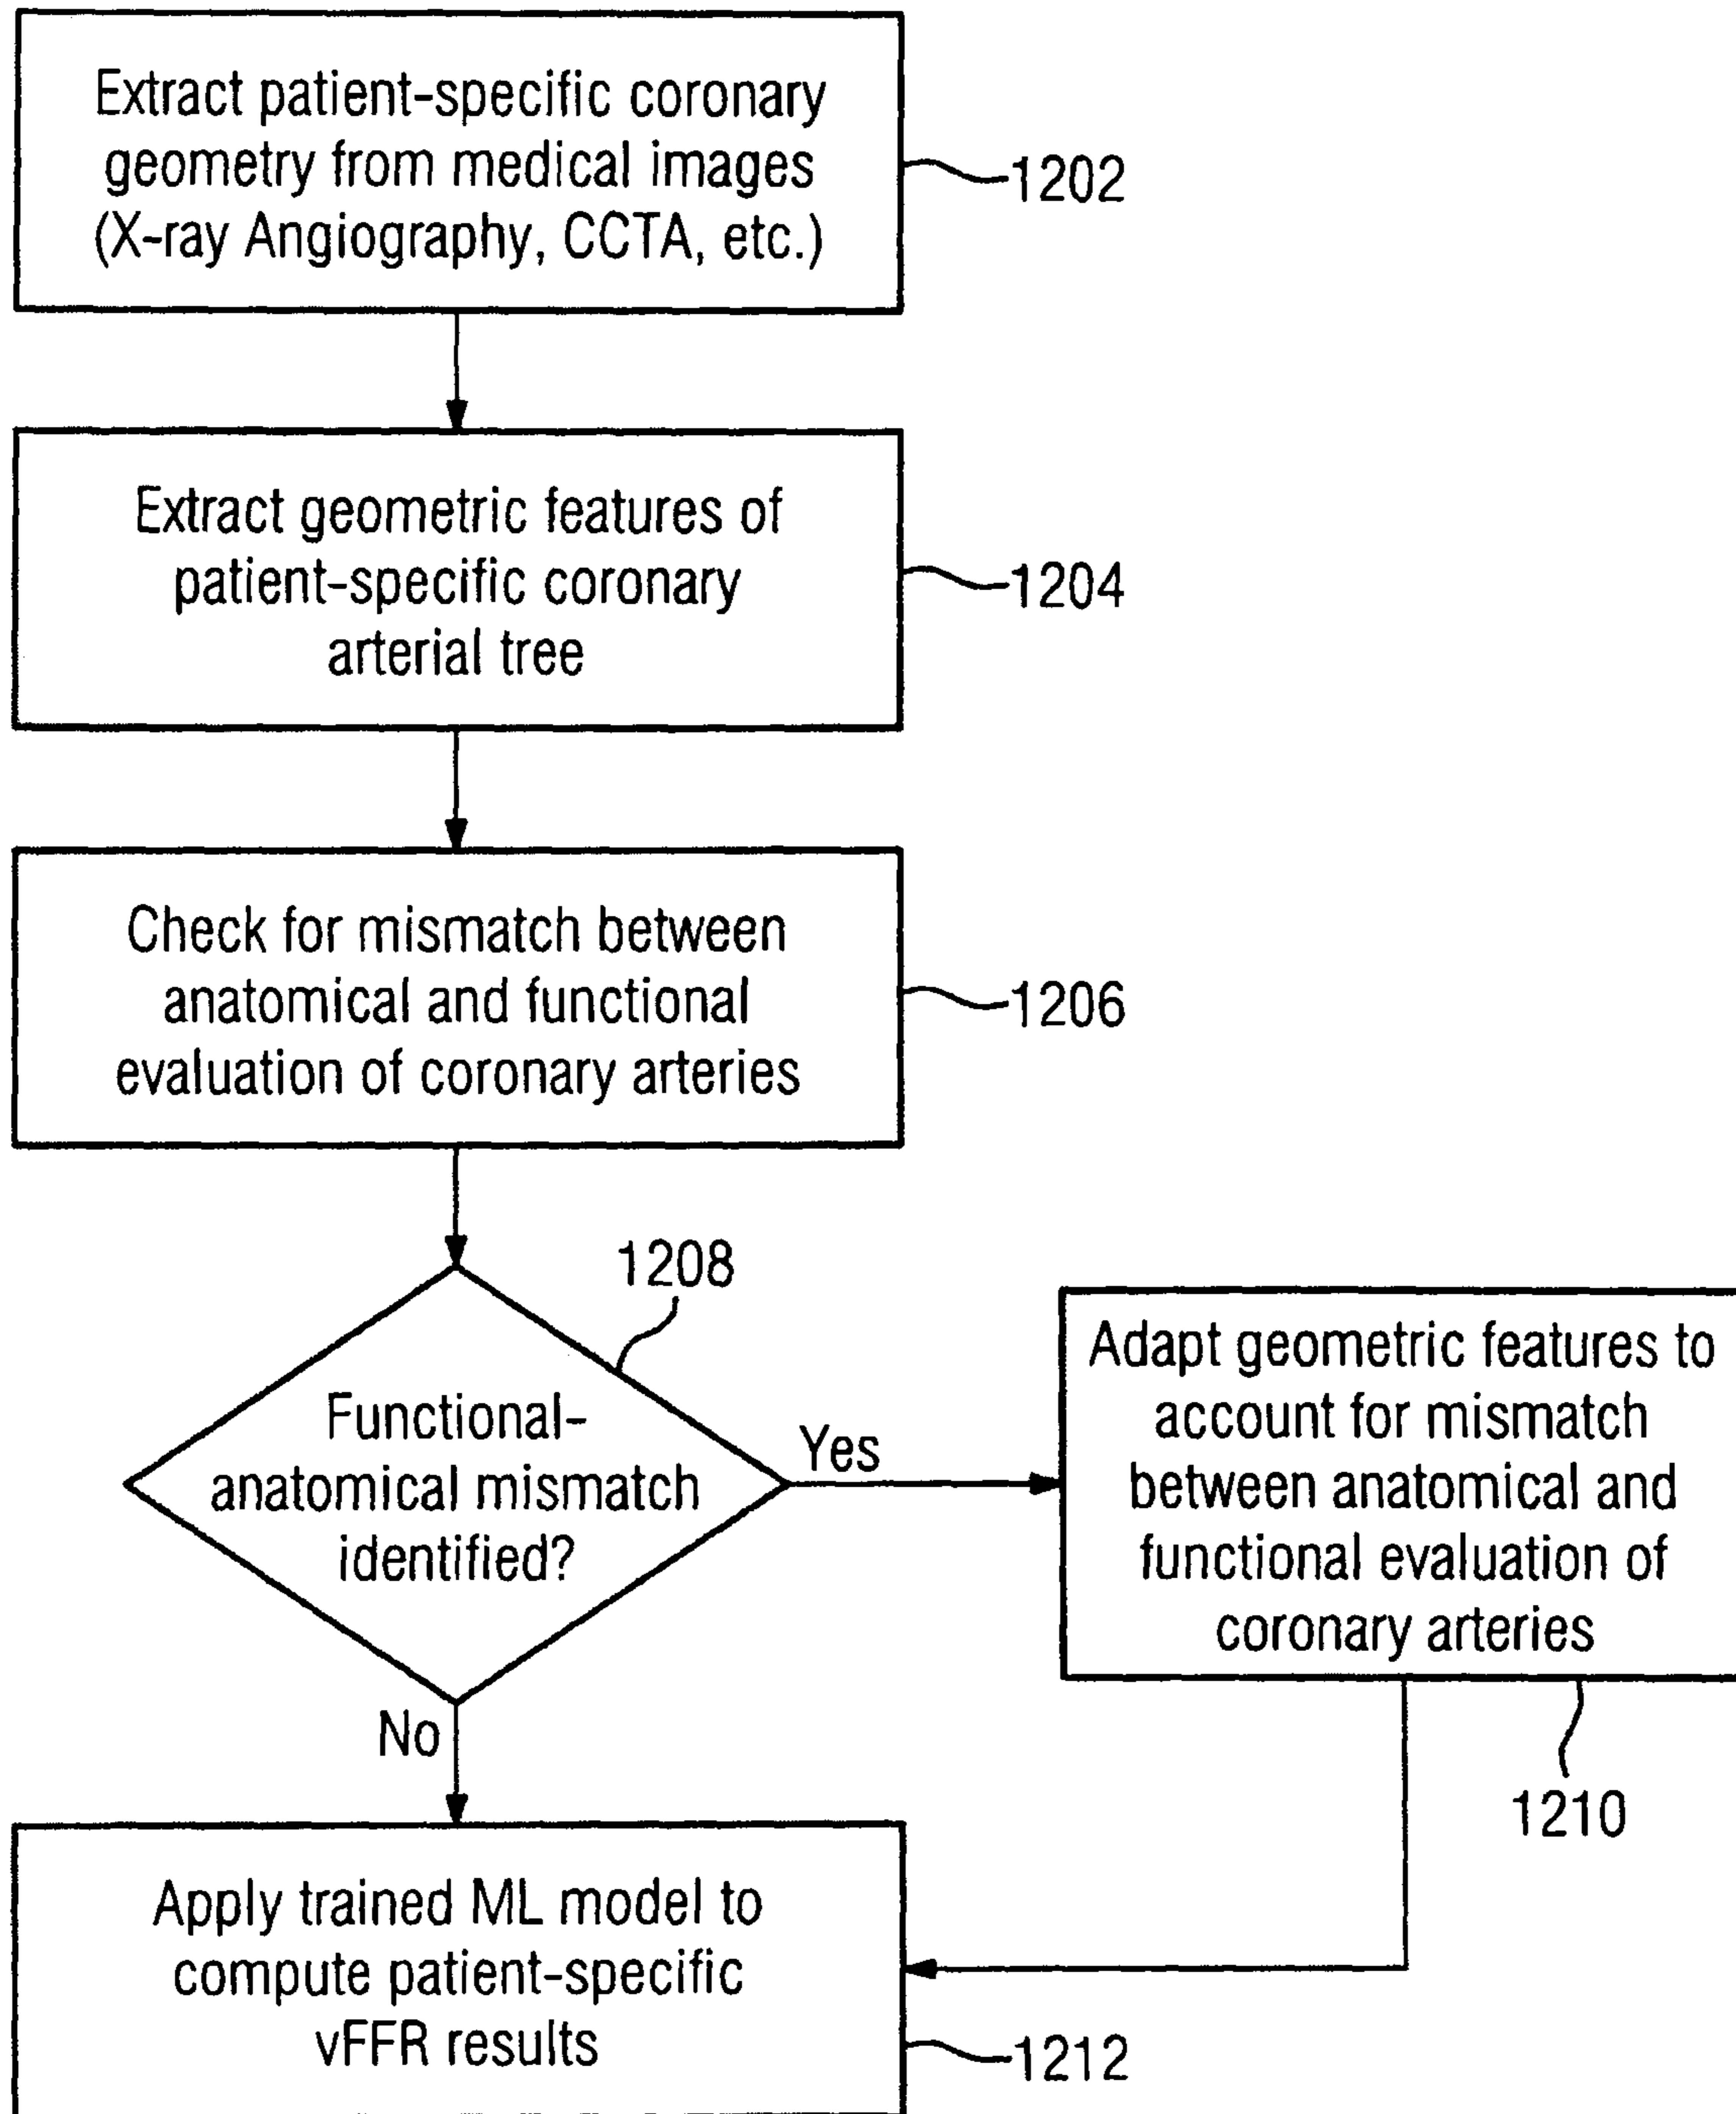 Extract patient-specific coronary
geometry from medical images
(X-ray Angiography, CCTA, etc.)
1202
Extract geometric features of
patient-specific coronary
arterial tree
1204
Check for mismatch between
anatomical and functional
evaluation of coronary arteries
1206
1208
Functional-
anatomical mismatch
identified?
Yes
No
Adapt geometric features to
account for mismatch
between anatomical and
functional evaluation of
coronary arteries
1210
Apply trained ML model to
compute patient-specific
vFFR results
1212